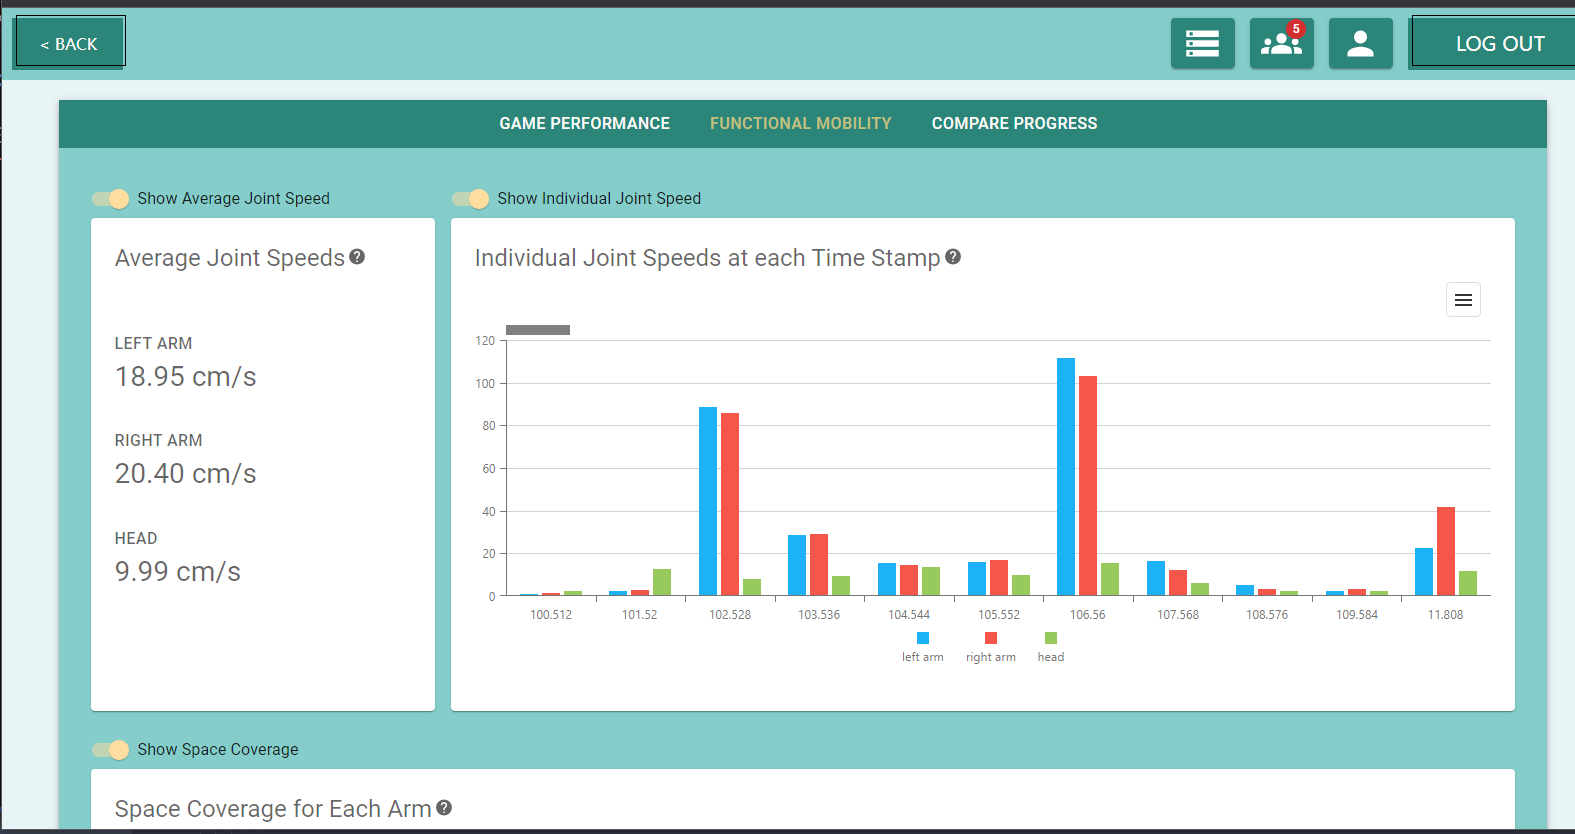 < BACK
5
LOG OUT
GAME PERFORMANCE
FUNCTIONAL MOBILITY
COMPARE PROGRESS
Show Average Joint Speed
Show Individual Joint Speed
Average Joint Speeds
LEFT ARM
18.95 cm/s
RIGHT ARM
20.40 cm/s
HEAD
9.99 cm/s
Individual Joint Speeds at each Time Stamp
120
100
80
60
40
20
0
100.512 101.52 102.528 103.536 104.544 105.552 106.56 107.568 108.576 109.584 11.808
left arm right arm head
Show Space Coverage
Space Coverage for Each Arm